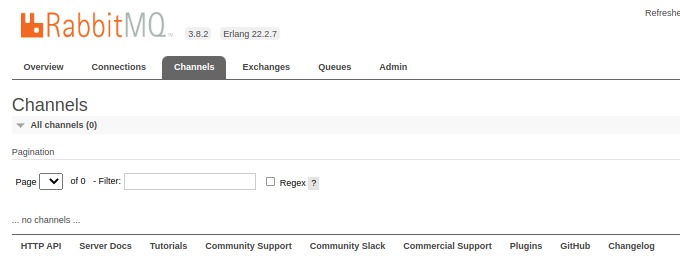 Refreshe
RabbitMQ TM 3.8.2 Erlang 22.2.7
Overview Connections Channels Exchanges Queues Admin
Channels
All channels (0)
Pagination
Page of 0 - Filter: Regex ?
... no channels ...
HTTP API Server Docs Tutorials Community Support Community Slack Commercial Support Plugins GitHub Changelog